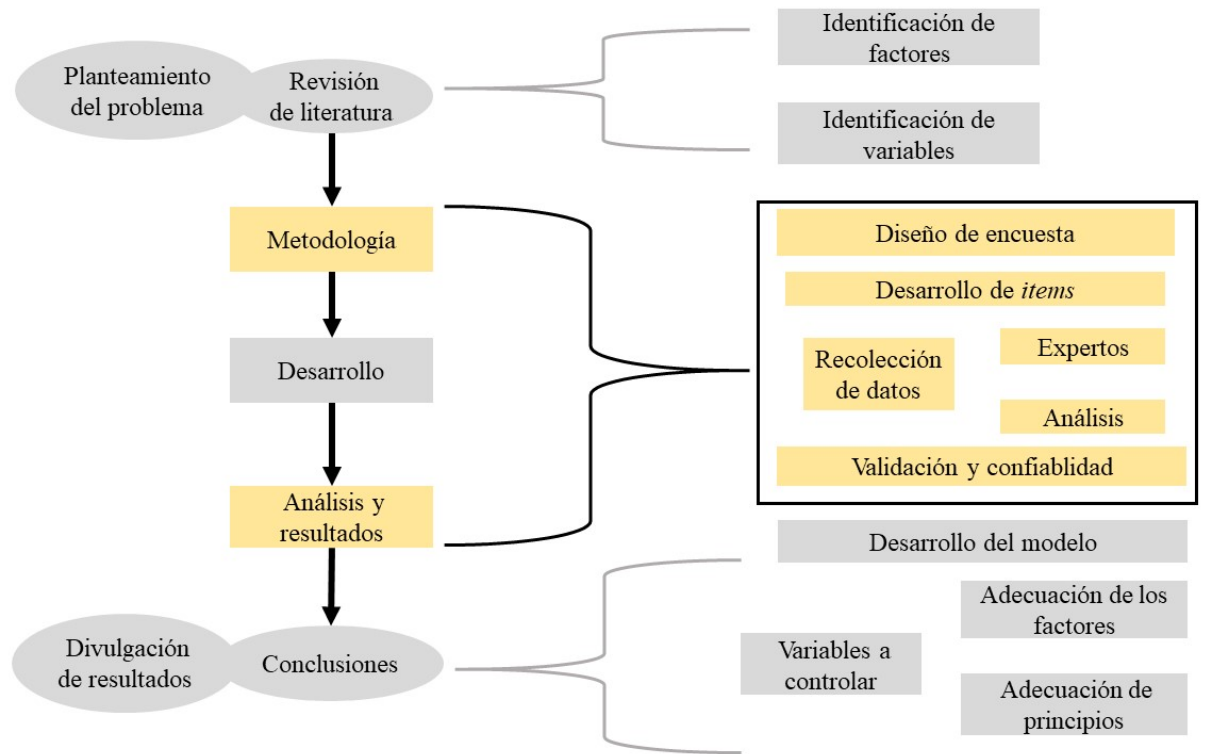 Planteamiento
del problema
Revisión
de literatura
Identificación de
factores
Identificación de
variables
Metodología
Desarrollo
Análisis y
resultados
Diseño de encuesta
Desarrollo de items
Recolección
de datos
Expertos
Análisis
Validación y confiablidad
Divulgación
de resultados
Conclusiones
Desarrollo del modelo
Variables a
controlar
Adecuación de los
factores
Adecuación de
principios